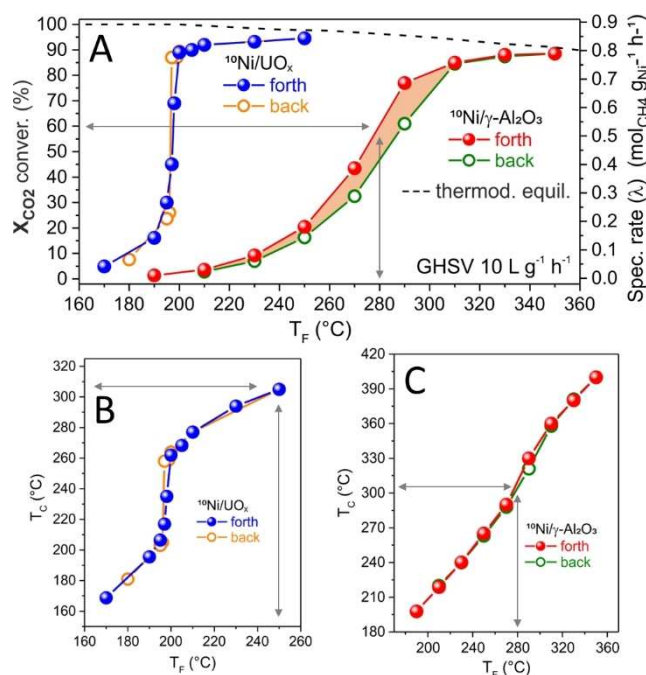 A
X_CO2 conver. (%)
100
90
80
70
60
50
40
30
20
10
0
¹⁰Ni/UOₓ
forth
back
¹⁰Ni/γ-Al₂O₃
forth
back
thermod. equil.
GHSV 10 L g⁻¹ h⁻¹
0.9
0.8
0.7
0.6
0.5
0.4
0.3
0.2
0.1
0.0
Spec. rate (λ) (mol_CH4 g_Ni⁻¹ h⁻¹)
160 180 200 220 240 260 280 300 320 340 360
T_F (°C)
B
T_C (°C)
320
300
280
260
240
220
200
180
160
¹⁰Ni/UOₓ
forth
back
160 180 200 220 240 260
T_F (°C)
C
T_C (°C)
420
390
360
330
300
270
240
210
180
¹⁰Ni/γ-Al₂O₃
forth
back
200 240 280 320 360
T_F (°C)